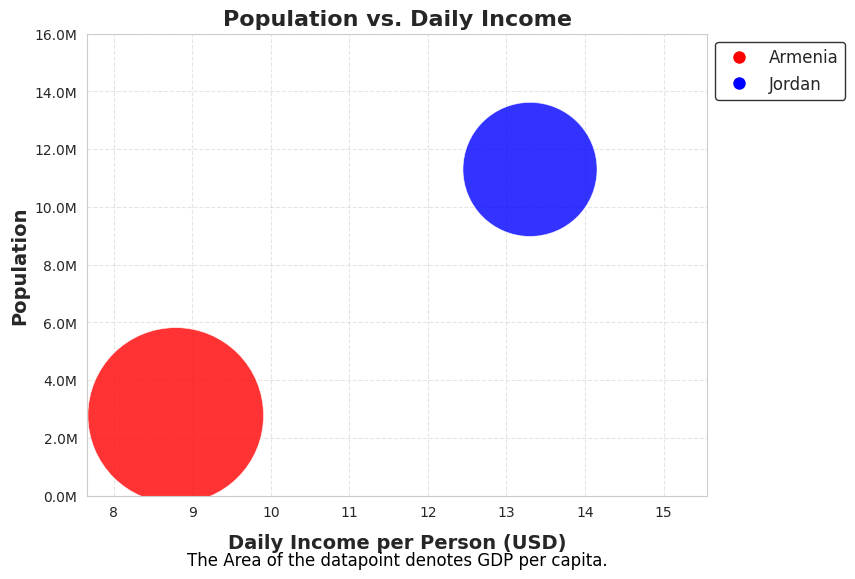 Population vs. Daily Income
Armenia
Jordan
Population
16.0M
14.0M
12.0M
10.0M
8.0M
6.0M
4.0M
2.0M
0.0M
8 9 10 11 12 13 14 15
Daily Income per Person (USD)
The Area of the datapoint denotes GDP per capita.